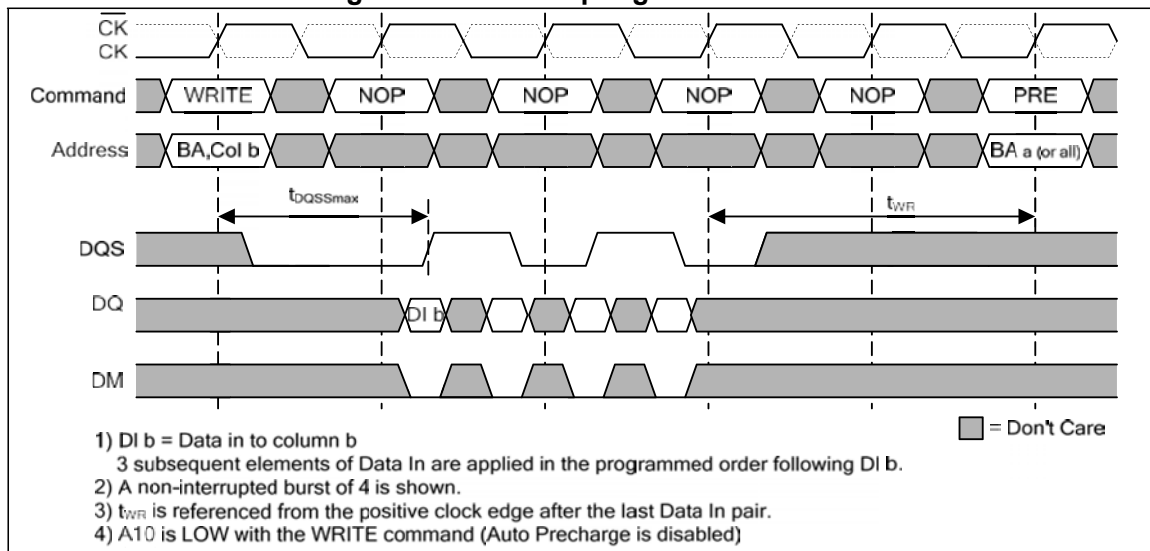 CK
CK
Command WRITE NOP NOP NOP NOP PRE
Address BA,Col b BA a (or all)
tDQSSmax tWR
DQS
DQ DI b
DM
= Don't Care
1) DI b = Data in to column b
3 subsequent elements of Data In are applied in the programmed order following DI b.
2) A non-interrupted burst of 4 is shown.
3) tWR is referenced from the positive clock edge after the last Data In pair.
4) A10 is LOW with the WRITE command (Auto Precharge is disabled)